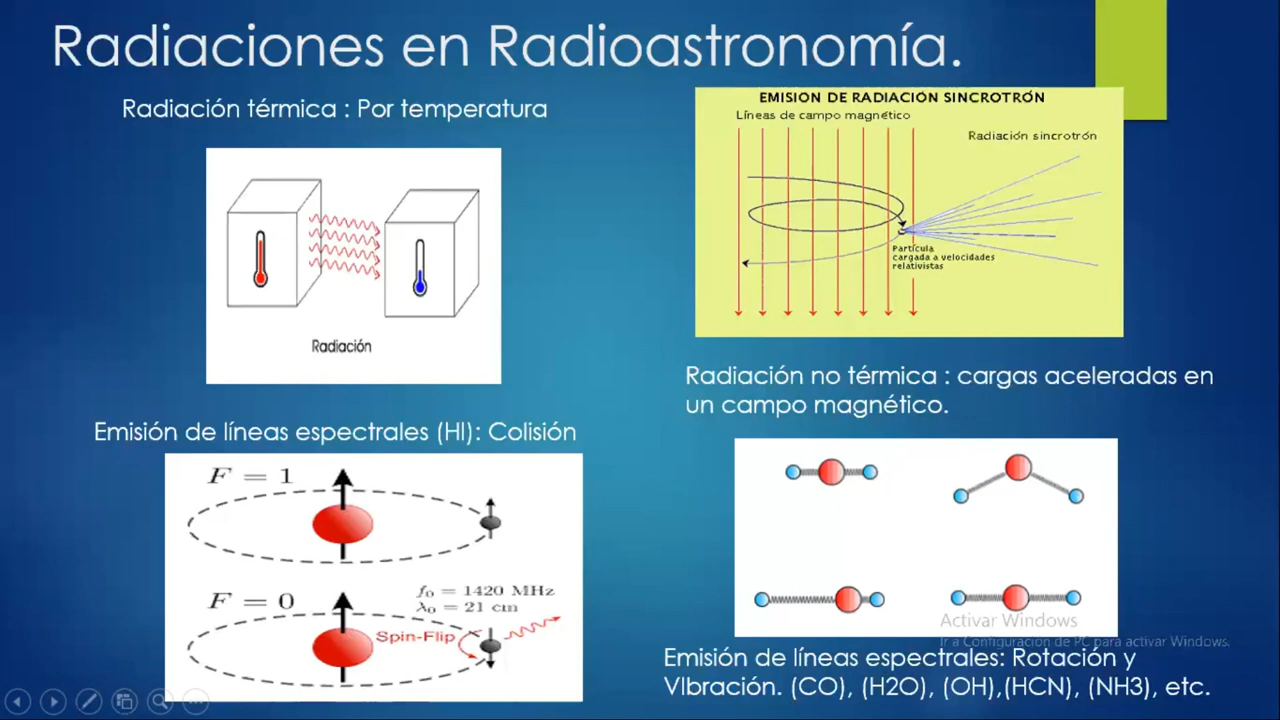 Radiaciones en Radioastronomía.
Radiación térmica : Por temperatura
Radiación
EMISION DE RADIACIÓN SINCROTRÓN
Líneas de campo magnético
Radiación sincrotrón
Partícula
cargada a velocidades
relativistas
Radiación no térmica : cargas aceleradas en
un campo magnético.
Emisión de líneas espectrales (HI): Colisión
F = 1
F = 0
f₀ = 1420 MHz
λ₀ = 21 cm
Spin-Flip
Activar Windows
Ir a Configuración de PC para activar Windows.
Emisión de líneas espectrales: Rotación y
VIbración. (CO), (H2O), (OH),(HCN), (NH3), etc.